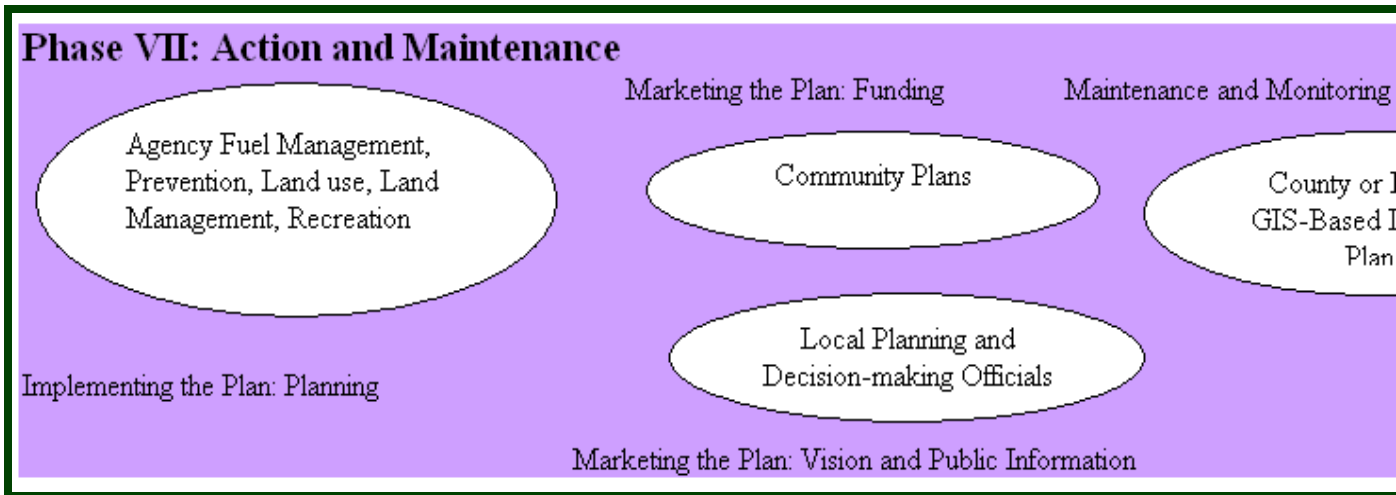 Phase VII: Action and Maintenance
Marketing the Plan: Funding
Maintenance and Monitoring
Agency Fuel Management,
Prevention, Land use, Land
Management, Recreation
Community Plans
County or
GIS-Based
Plan
Local Planning and
Decision-making Officials
Implementing the Plan: Planning
Marketing the Plan: Vision and Public Information